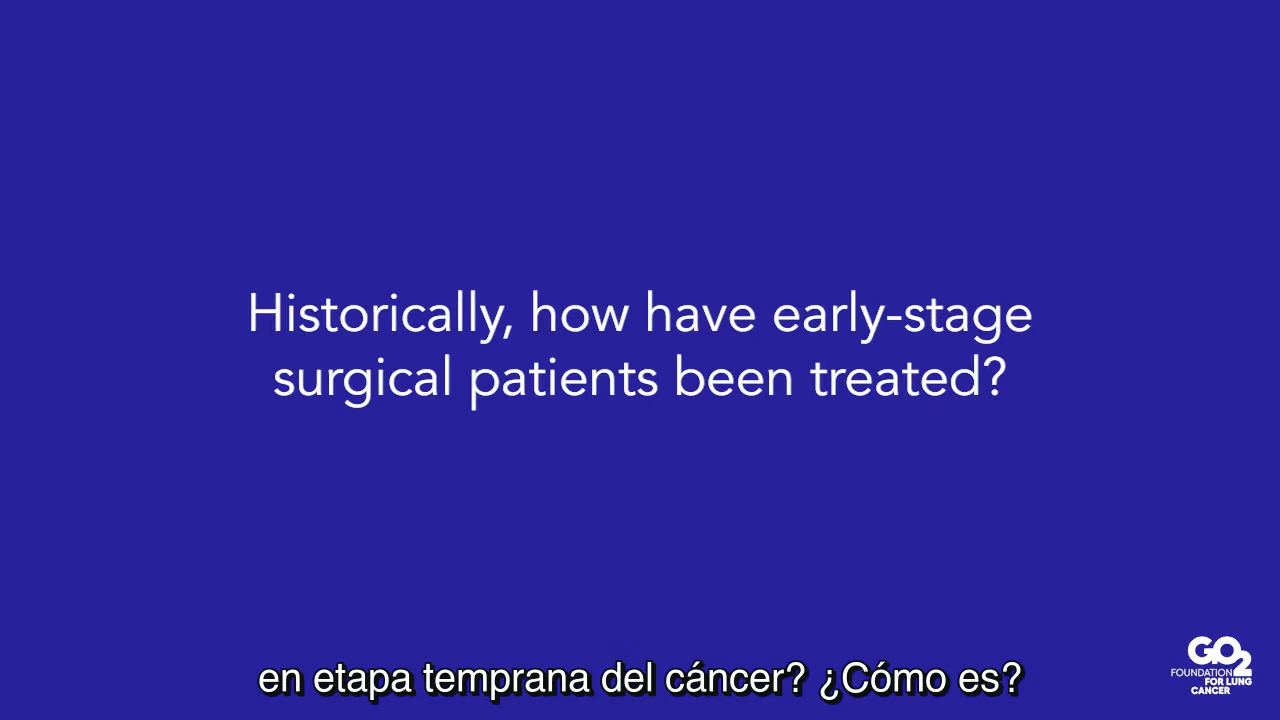 Historically, how have early-stage
surgical patients been treated?
GO2
FOUNDATION
FOR LUNG
CANCER
en etapa temprana del cáncer? ¿Cómo es?